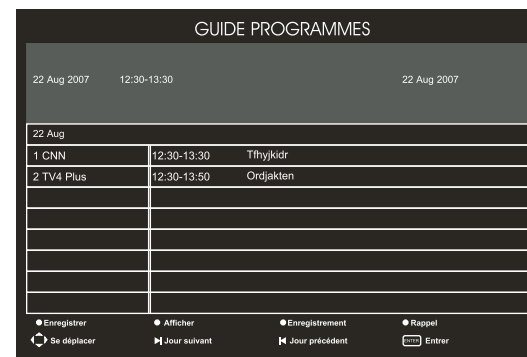 GUIDE PROGRAMMES
22 Aug 2007 12:30-13:30 22 Aug 2007
22 Aug
1 CNN 12:30-13:30 Tfhyjkidr
2 TV4 Plus 12:30-13:50 Ordjakten
Enregistrer Afficher Enregistrement Rappel
Se déplacer Jour suivant Jour précédent ENTER Entrer